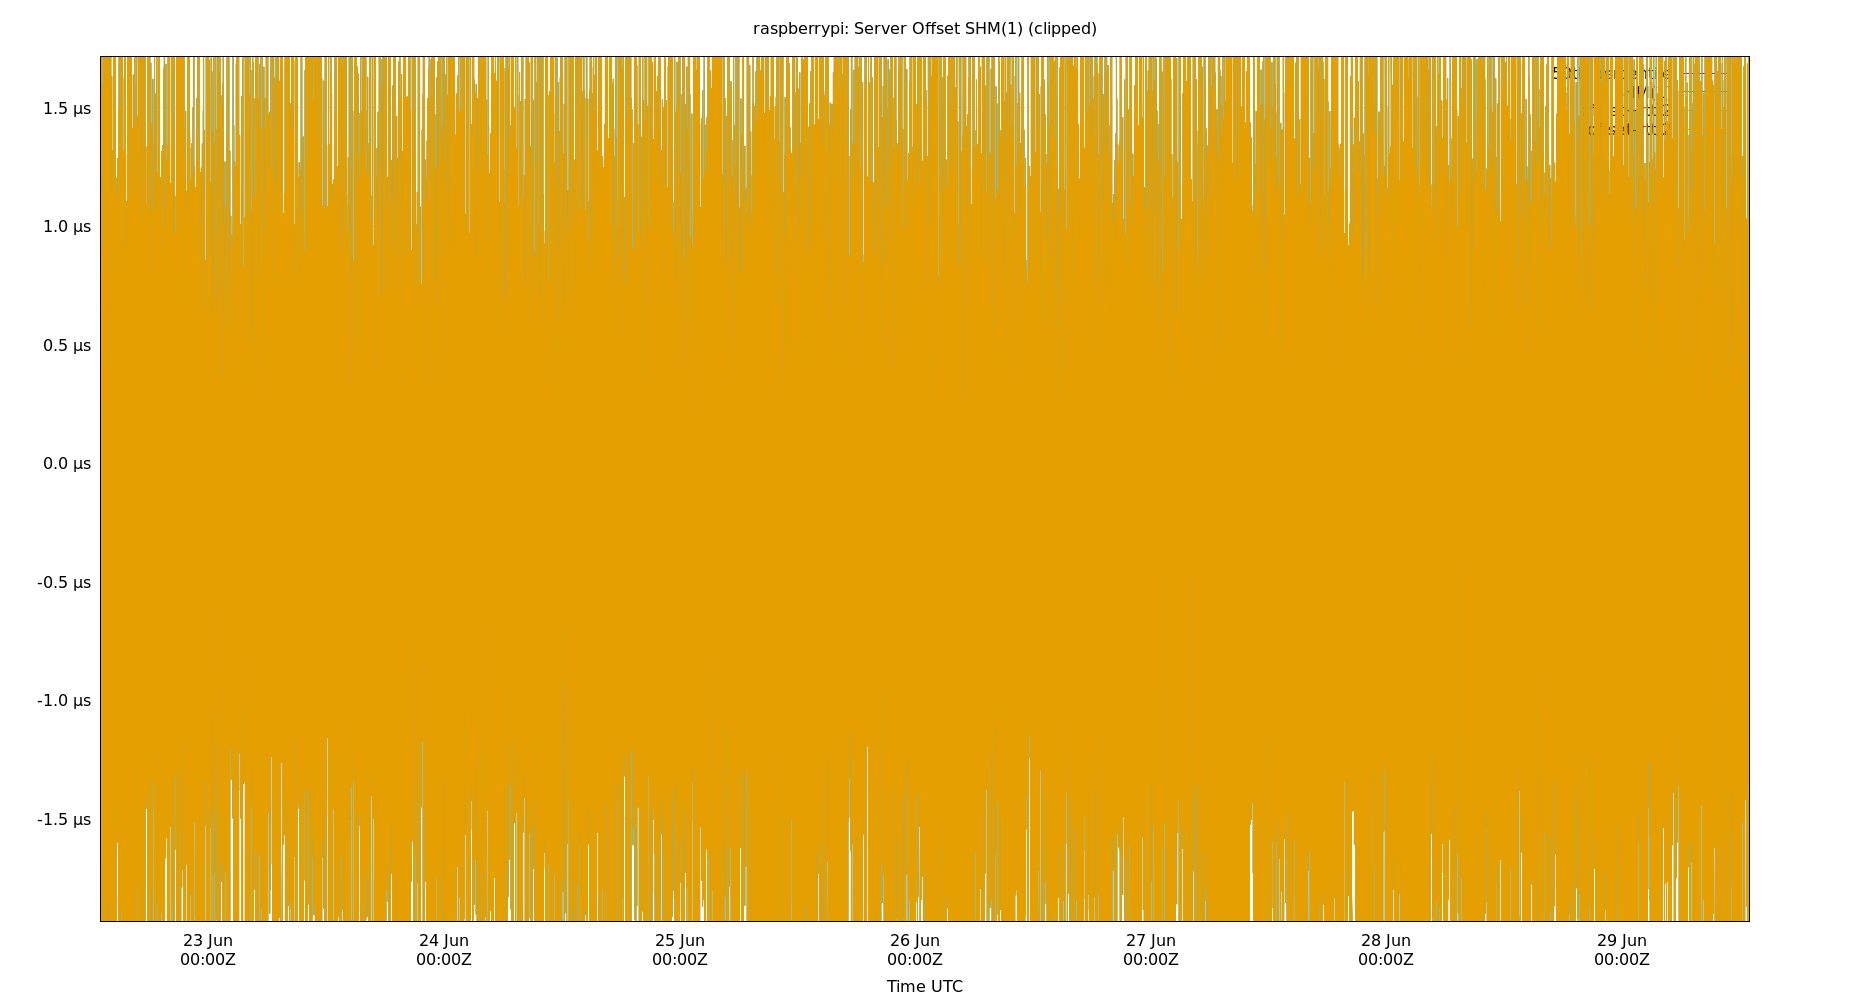 raspberrypi: Server Offset SHM(1) (clipped)
1.5 µs
1.0 µs
0.5 µs
0.0 µs
-0.5 µs
-1.0 µs
-1.5 µs
23 Jun 24 Jun 25 Jun 26 Jun 27 Jun 28 Jun 29 Jun
00:00Z 00:00Z 00:00Z 00:00Z 00:00Z 00:00Z 00:00Z
Time UTC